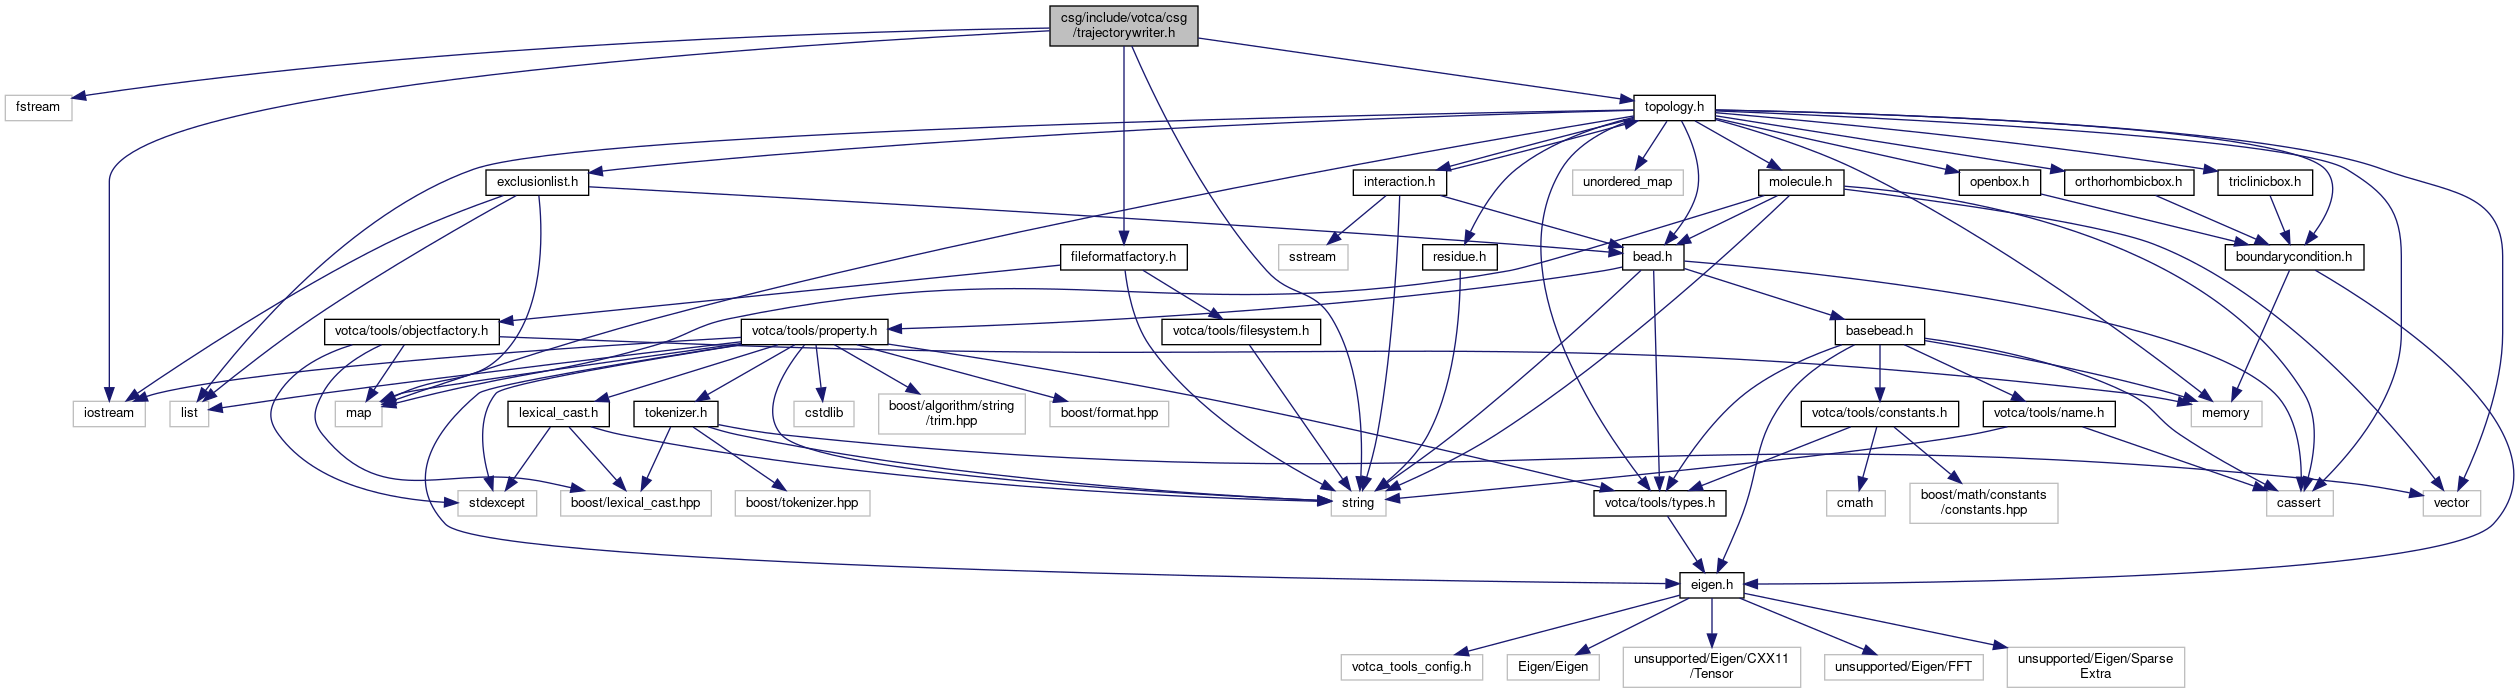 csg/include/votca/csg
/trajectorywriter.h
fstream
topology.h
exclusionlist.h
interaction.h
unordered_map
molecule.h
openbox.h
orthorhombicbox.h
triclinicbox.h
fileformatfactory.h
sstream
residue.h
bead.h
boundarycondition.h
votca/tools/objectfactory.h
votca/tools/property.h
votca/tools/filesystem.h
basebead.h
iostream
list
map
lexical_cast.h
tokenizer.h
cstdlib
boost/algorithm/string
/trim.hpp
boost/format.hpp
votca/tools/constants.h
votca/tools/name.h
memory
stdexcept
boost/lexical_cast.hpp
boost/tokenizer.hpp
string
votca/tools/types.h
cmath
boost/math/constants
/constants.hpp
cassert
vector
eigen.h
votca_tools_config.h
Eigen/Eigen
unsupported/Eigen/CXX11
/Tensor
unsupported/Eigen/FFT
unsupported/Eigen/Sparse
Extra